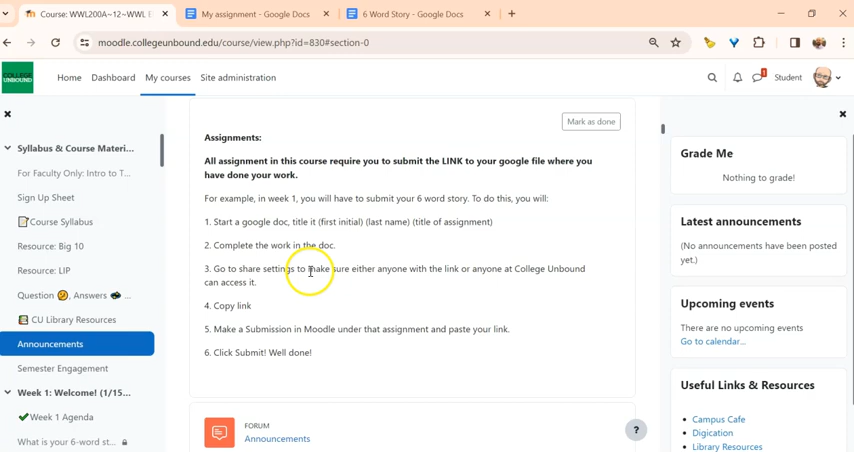 Course: WWL200A~12~WWL E
My assignment - Google Docs
6 Word Story - Google Docs
moodle.collegeunbound.edu/course/view.php?id=830#section-0
COLLEGE UNBOUND
Home Dashboard My courses Site administration
Student
Syllabus & Course Materi...
For Faculty Only: Intro to T...
Sign Up Sheet
Course Syllabus
Resource: Big 10
Resource: LIP
Question 🤔, Answers
CU Library Resources
Announcements
Semester Engagement
Week 1: Welcome! (1/15...
Week 1 Agenda
What is your 6-word st...
Mark as done
Assignments:
All assignment in this course require you to submit the LINK to your google file where you
have done your work.
For example, in week 1, you will have to submit your 6 word story. To do this, you will:
1. Start a google doc, title it (first initial) (last name) (title of assignment)
2. Complete the work in the doc.
3. Go to share settings to make sure either anyone with the link or anyone at College Unbound
can access it.
4. Copy link
5. Make a Submission in Moodle under that assignment and paste your link.
6. Click Submit! Well done!
FORUM
Announcements
?
Grade Me
Nothing to grade!
Latest announcements
(No announcements have been posted
yet.)
Upcoming events
There are no upcoming events
Go to calendar...
Useful Links & Resources
Campus Cafe
Digication
Library Resources